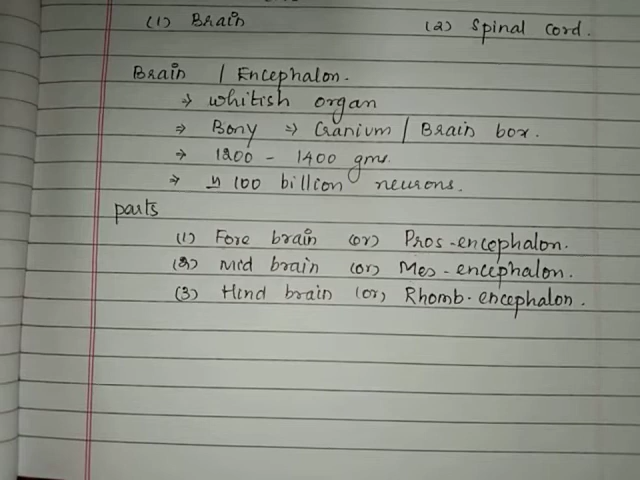 (1) Brain (2) Spinal cord.
Brain / Encephalon.
⇒ whitish organ
⇒ Bony ⇒ Cranium / Brain box.
⇒ 1200 - 1400 gms.
⇒ 100 billion neurons.
parts
(1) Fore brain (or) Pros-encephalon.
(2) Mid brain (or) Mes-encephalon.
(3) Hind brain (or) Rhomb-encephalon.